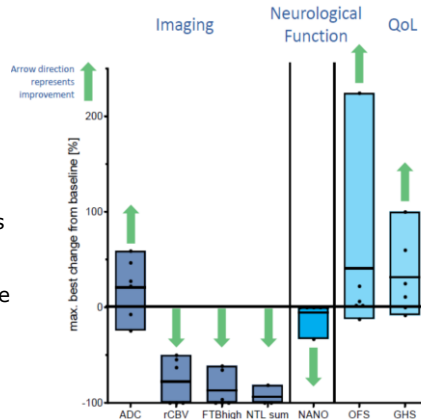 Imaging
Neurological
Function
QoL
Arrow direction
represents
improvement
max. best change from baseline [%]
200
100
0
-100
s
e
ADC rCBV FTBhigh NTL sum NANO OFS GHS